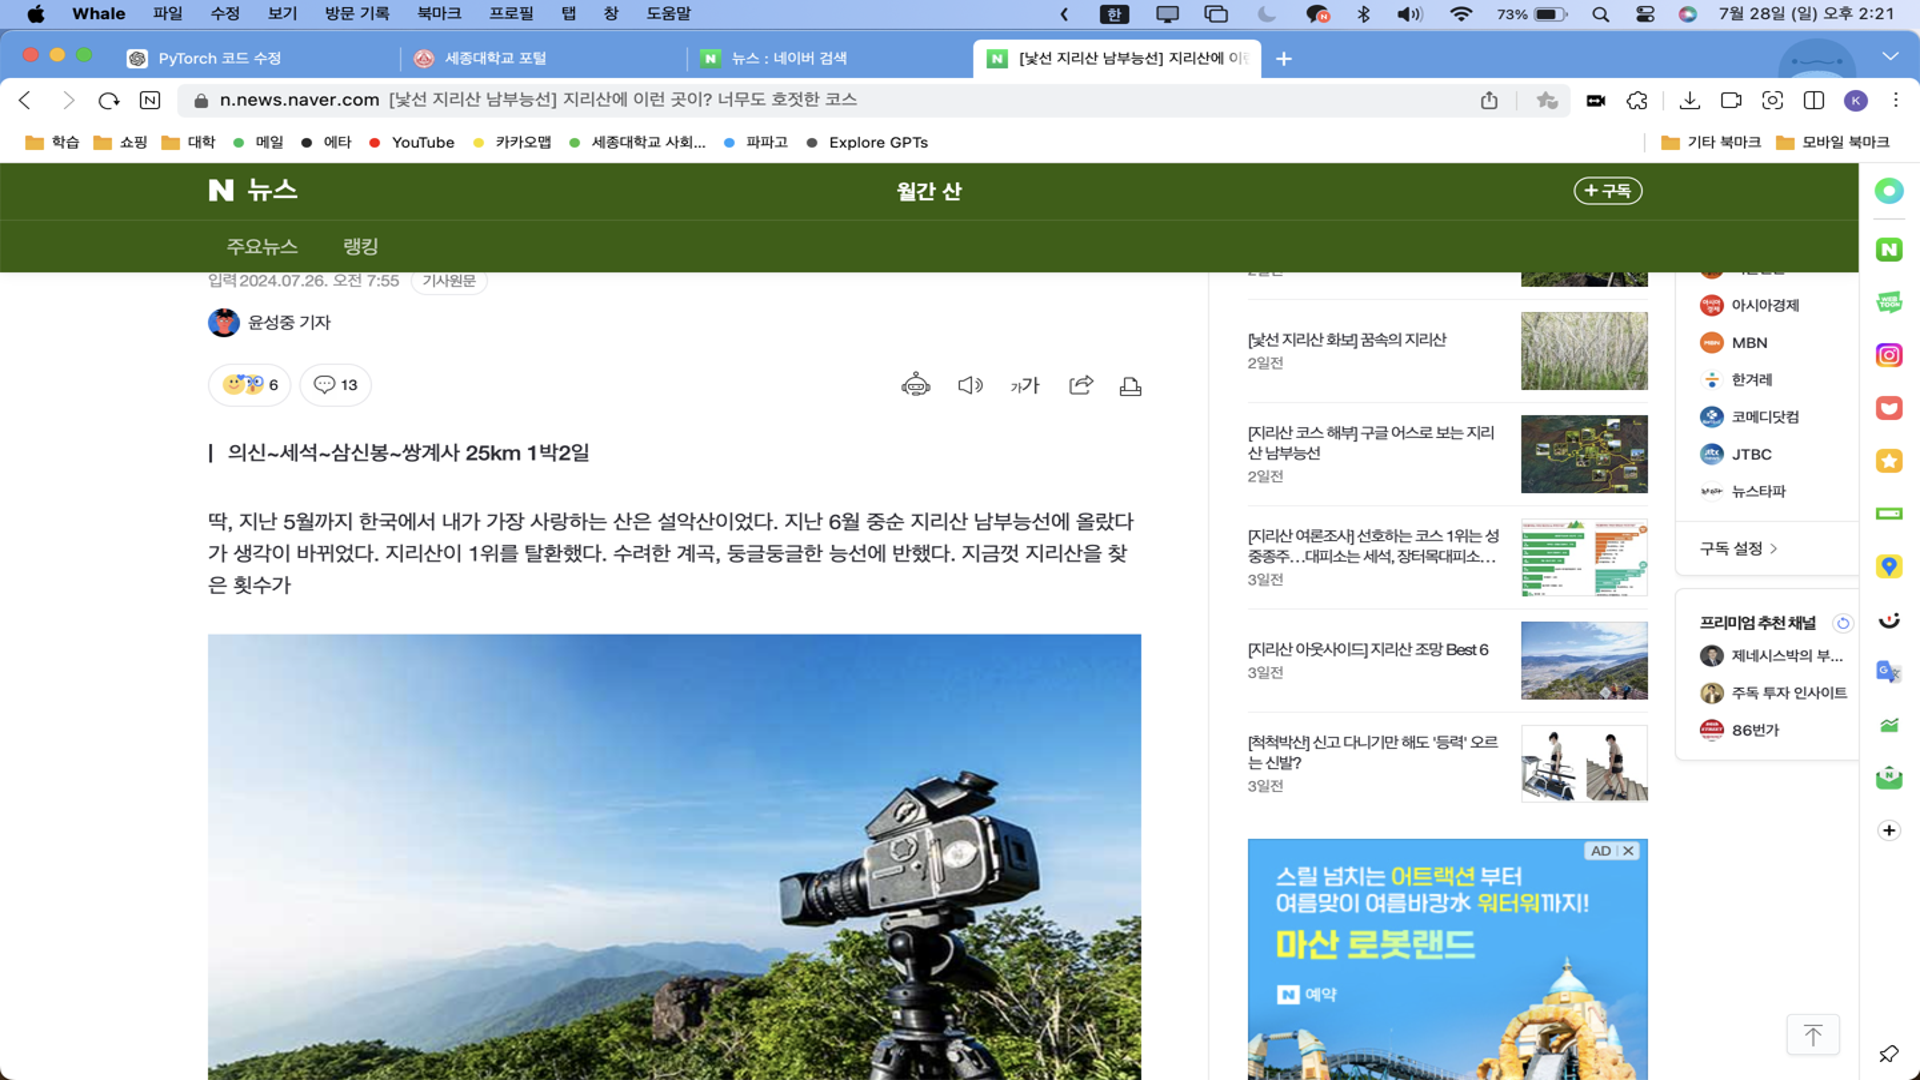 Whale 파일 수정 보기 방문 기록 북마크 프로필 탭 창 도움말 한 N 73% 7월 28일 (일) 오후 2:21
PyTorch 코드 수정 세종대학교 포털 N 뉴스 : 네이버 검색 N [낯선 지리산 남부능선] 지리산에 이런
N n.news.naver.com [낯선 지리산 남부능선] 지리산에 이런 곳이? 너무도 호젓한 코스 K
학습 쇼핑 대학 메일 에타 YouTube 카카오맵 세종대학교 사회... 파파고 Explore GPTs 기타 북마크 모바일 북마크
N 뉴스 월간 산 + 구독
주요뉴스 랭킹
입력 2024.07.26. 오전 7:55 기사원문
윤성중 기자
6 13 가가
의신~세석~삼신봉~쌍계사 25km 1박2일
딱, 지난 5월까지 한국에서 내가 가장 사랑하는 산은 설악산이었다. 지난 6월 중순 지리산 남부능선에 올랐다
가 생각이 바뀌었다. 지리산이 1위를 탈환했다. 수려한 계곡, 둥글둥글한 능선에 반했다. 지금껏 지리산을 찾
은 횟수가
2일전
[낯선 지리산 화보] 꿈속의 지리산
2일전
[지리산 코스 해부] 구글 어스로 보는 지리
산 남부능선
2일전
[지리산 여론조사] 선호하는 코스 1위는 성
중종주...대피소는 세석, 장터목대피소...
3일전
[지리산 아웃사이드] 지리산 조망 Best 6
3일전
[척척박산] 신고 다니기만 해도 '등력' 오르
는 신발?
3일전
AD
스릴 넘치는 어트랙션 부터
여름맞이 여름바캉水 워터워까지!
마산 로봇랜드
N 예약
아시아경제
MBN MBN
한겨레
코메디닷컴
JTBC
뉴스타파
구독 설정
프리미엄 추천 채널
제네시스박의 부...
주독 투자 인사이트
86번가
N
WEB
TOON
G
N